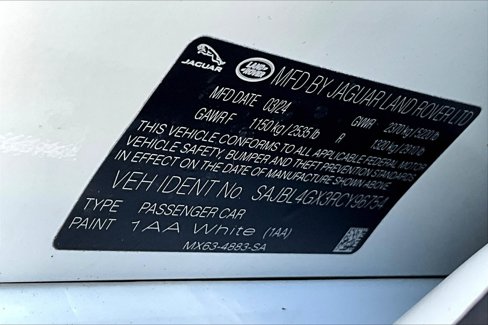 JAGUAR LAND ROVER MFD BY JAGUAR LAND ROVER LTD
MFD DATE 03/24 GVWR
GAWR F 1150 kg / 2535 lb R
THIS VEHICLE CONFORMS TO ALL APPLICABLE FEDERAL MOTOR
VEHICLE SAFETY, BUMPER AND THEFT PREVENTION STANDARDS
IN EFFECT ON THE DATE OF MANUFACTURE SHOWN ABOVE
VEH IDENT NO SAJBL4GX3RCY96754
TYPE PASSENGER CAR
PAINT 1AA White (1AA)
MX63-4883-SA